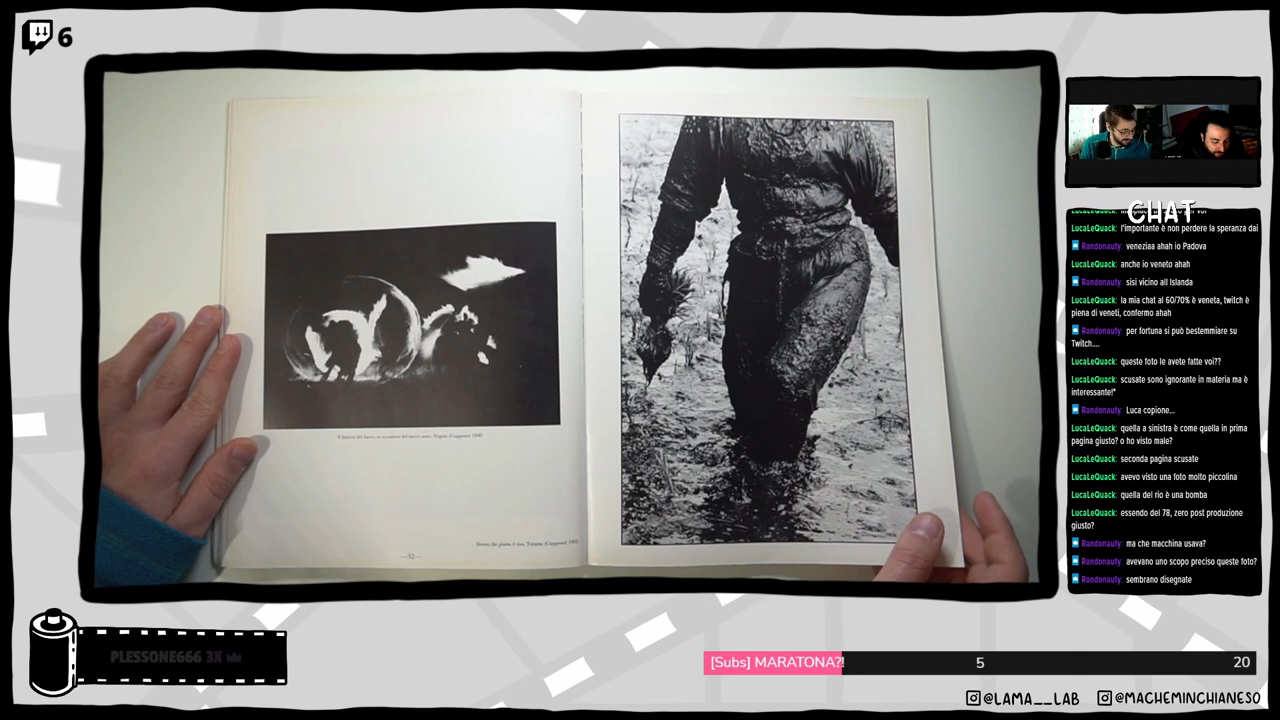 6
CHAT
LucaLeQuack: l'importante è non perdere la speranza dai
Randonauty: veneziaa ahah io Padova
LucaLeQuack: anche io veneto ahah
Randonauty: sisi vicino all Islanda
LucaLeQuack: la mia chat al 60/70% è veneta, twitch è
piena di veneti, confermo ahah
Randonauty: per fortuna si può bestemmiare su
Twitch....
LucaLeQuack: queste foto le avete fatte voi??
LucaLeQuack: scusate sono ignorante in materia ma è
interessante!*
Randonauty: Luca copione...
LucaLeQuack: quella a sinistra è come quella in prima
pagina giusto? o ho visto male?
LucaLeQuack: seconda pagina scusate
LucaLeQuack: avevo visto una foto molto piccolina
LucaLeQuack: quella del rio è una bomba
LucaLeQuack: essendo del 78, zero post produzione
giusto?
Randonauty: ma che macchina usava?
Randonauty: avevano uno scopo preciso queste foto?
Randonauty: sembrano disegnate
PLESSONE666 3X
[Subs] MARATONA?! 5 20
@LAMA__LAB @MACHEMINCHIANESO